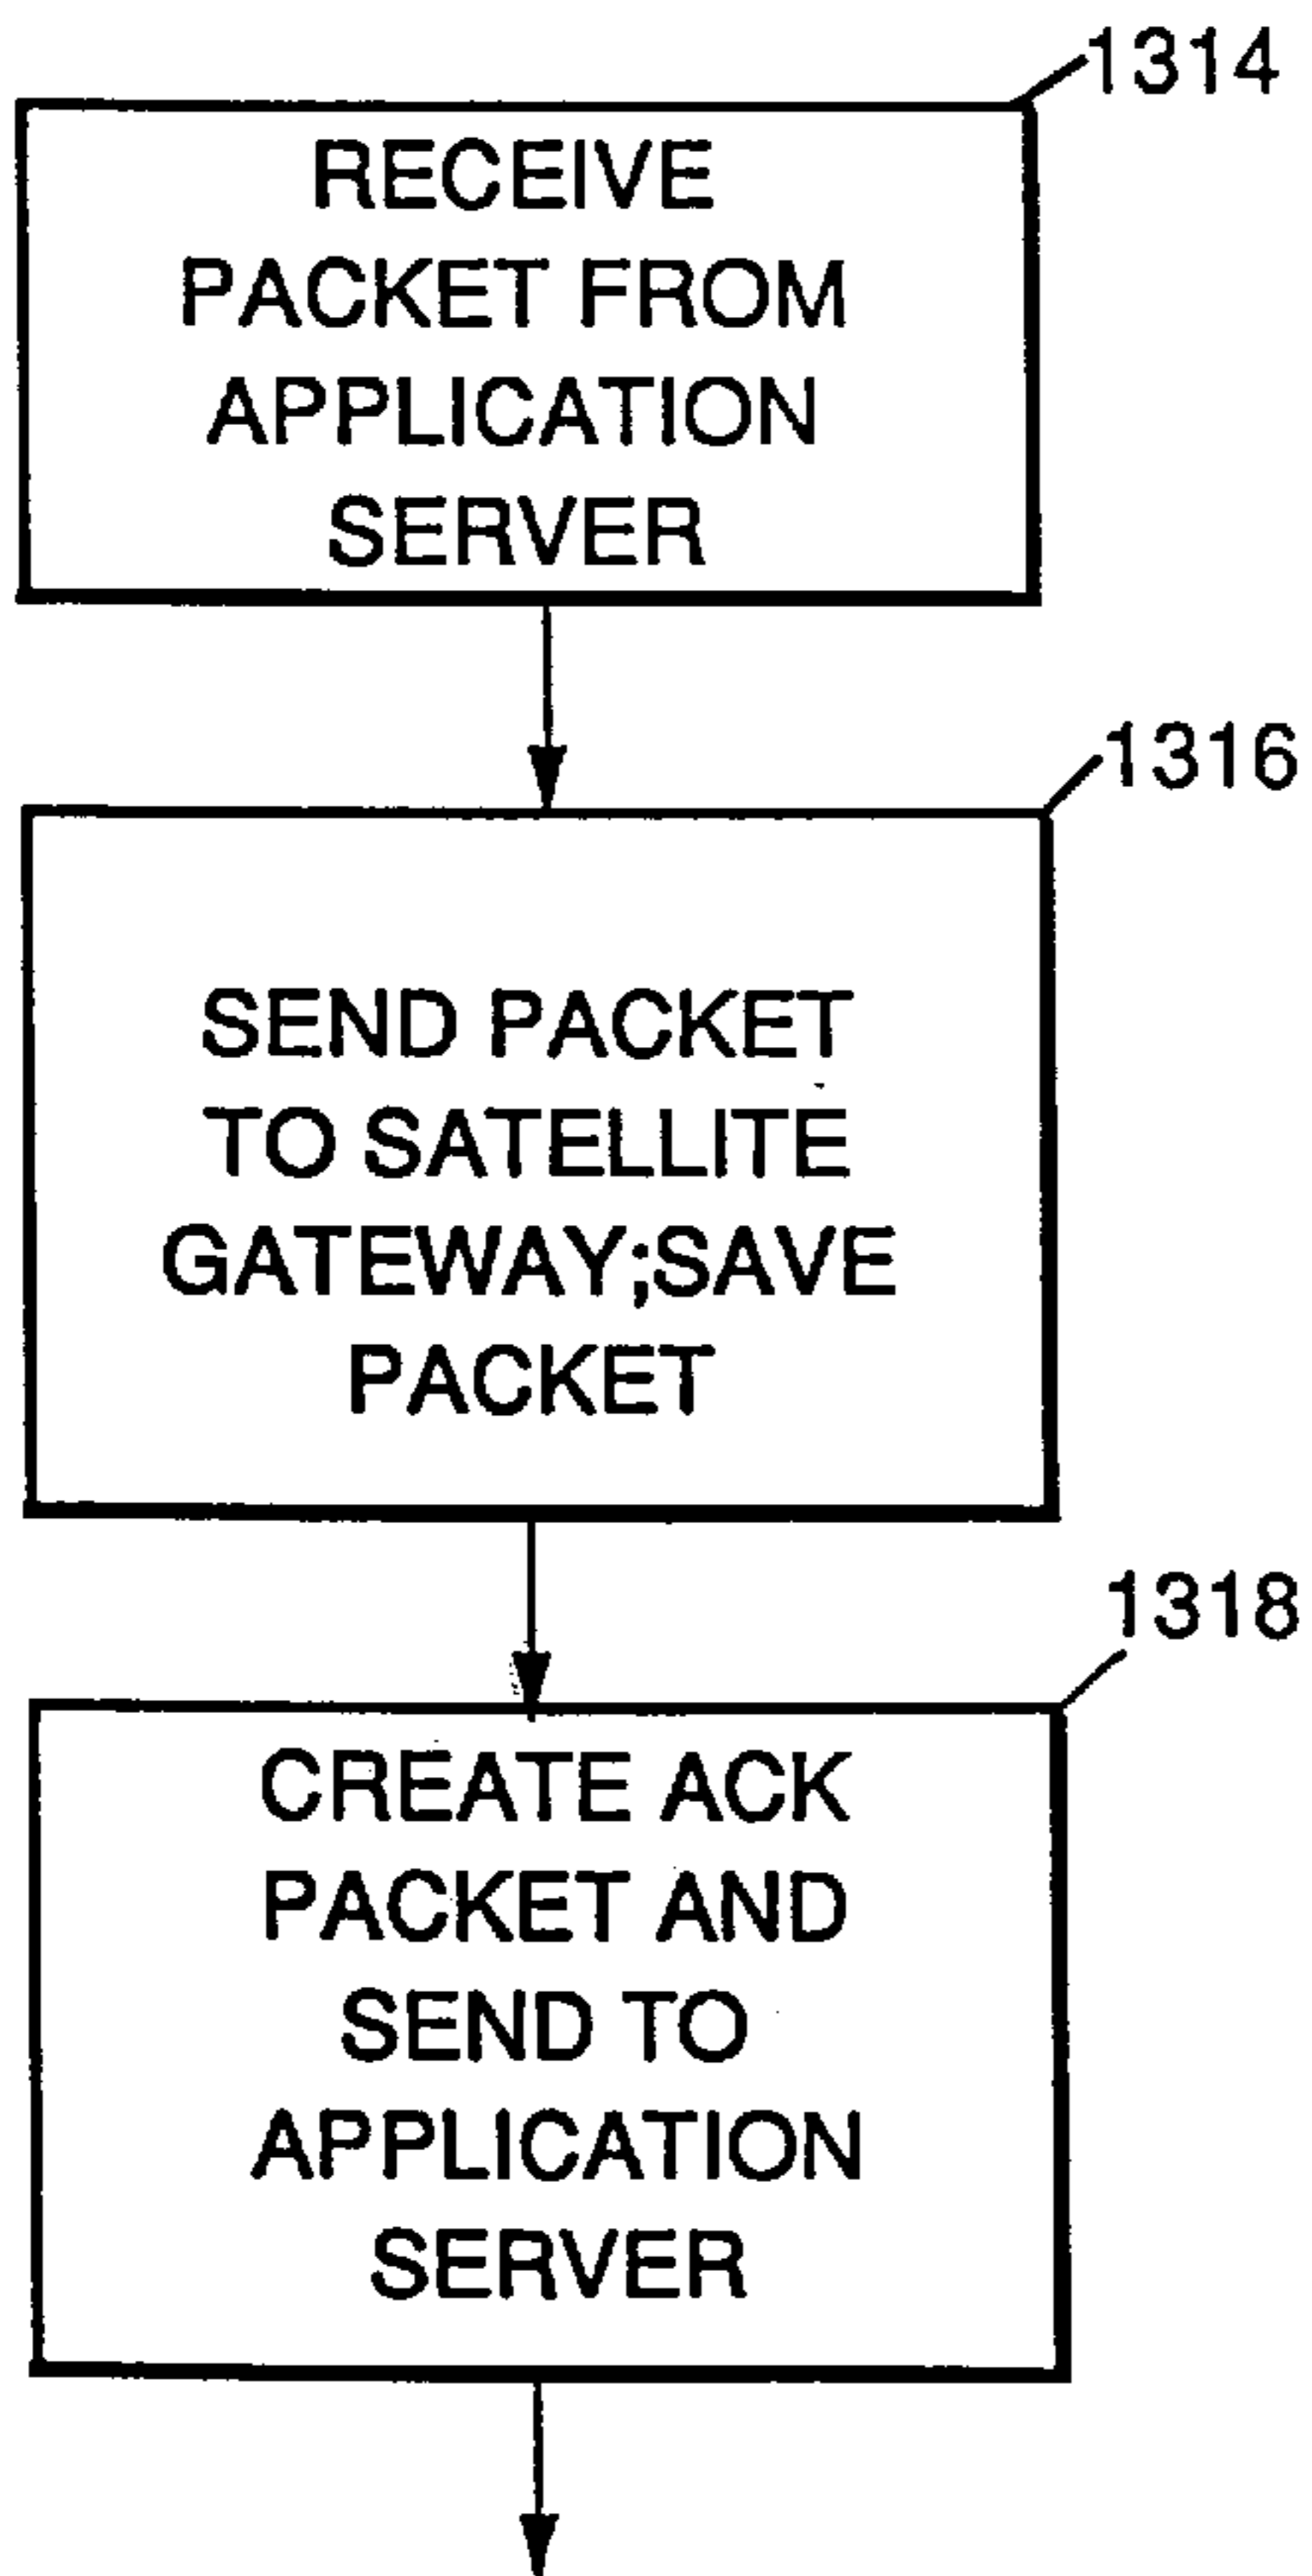 1314
RECEIVE
PACKET FROM
APPLICATION
SERVER
1316
SEND PACKET
TO SATELLITE
GATEWAY;SAVE
PACKET
1318
CREATE ACK
PACKET AND
SEND TO
APPLICATION
SERVER